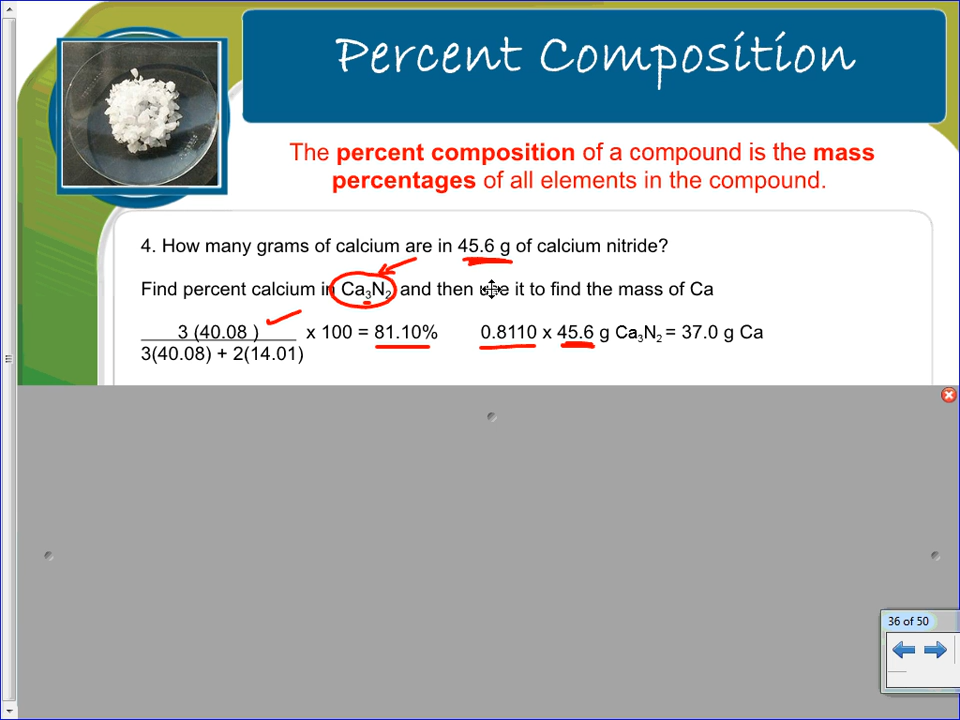 Percent Composition
The percent composition of a compound is the mass
percentages of all elements in the compound.
4. How many grams of calcium are in 45.6 g of calcium nitride?
Find percent calcium in Ca₃N₂ and then use it to find the mass of Ca
3 (40.08 ) x 100 = 81.10% 0.8110 x 45.6 g Ca₃N₂ = 37.0 g Ca
3(40.08) + 2(14.01)
36 of 50